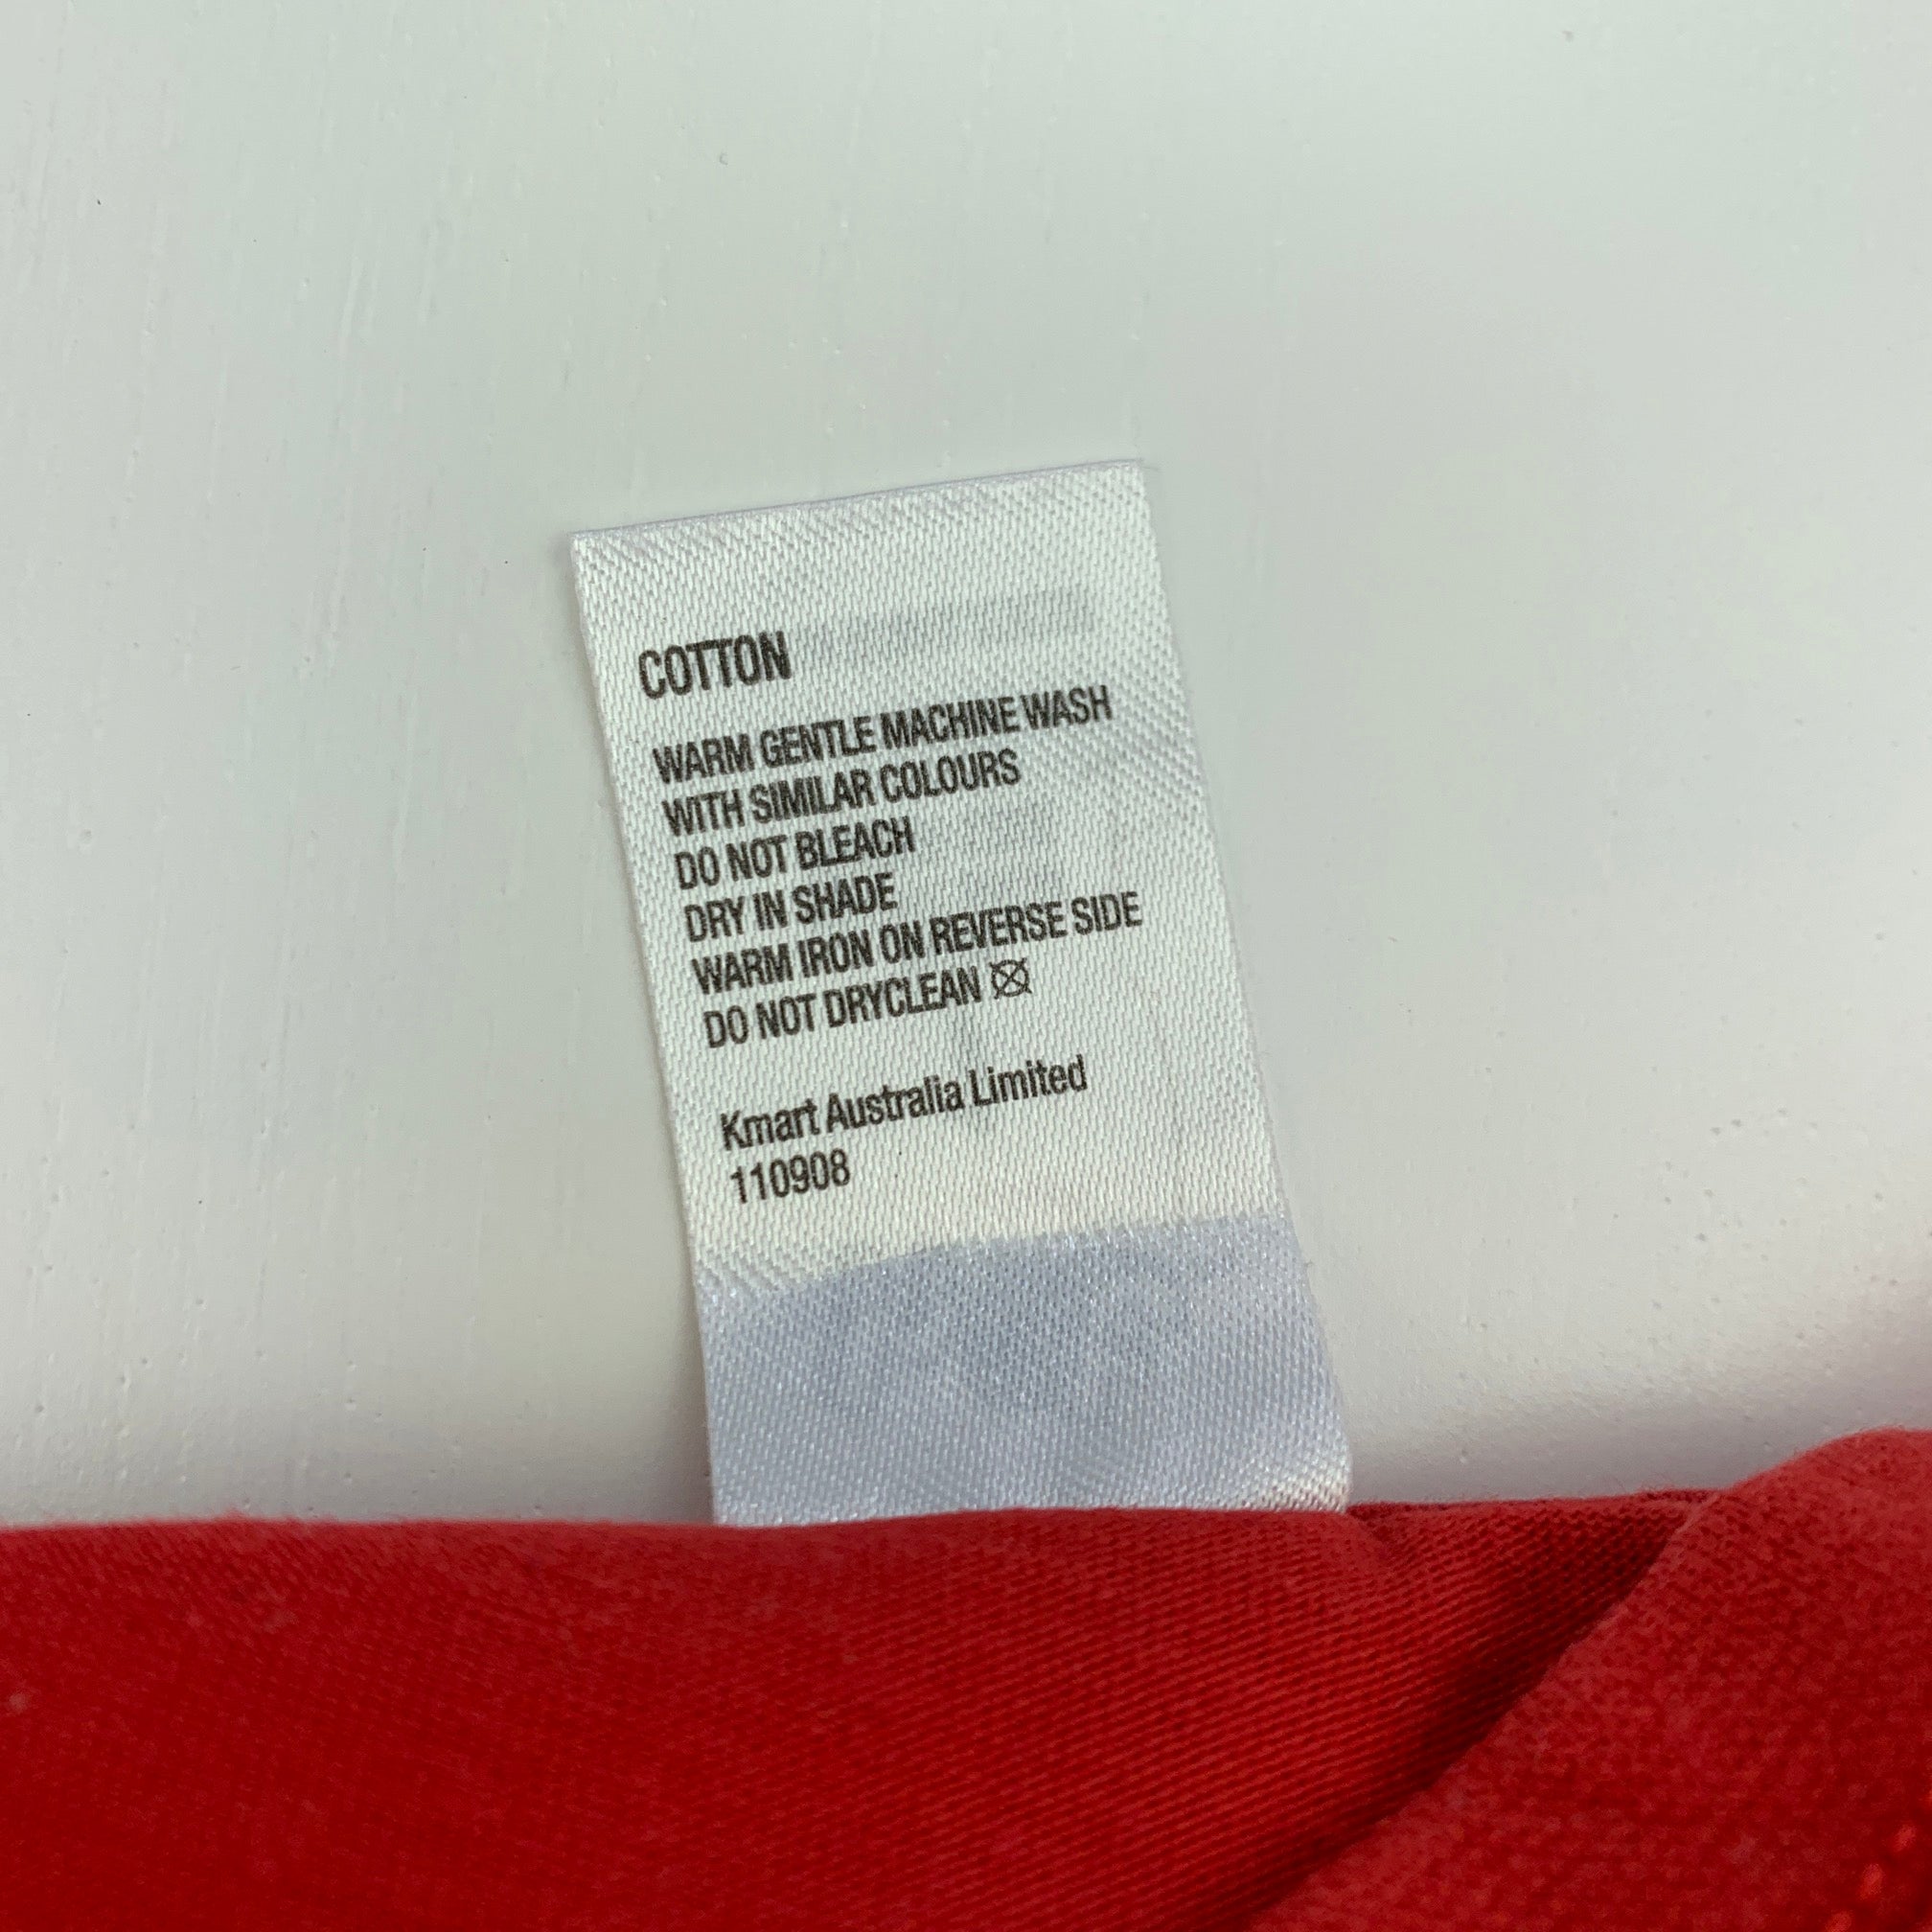 COTTON
WARM GENTLE MACHINE WASH
WITH SIMILAR COLOURS
DO NOT BLEACH
DRY IN SHADE
WARM IRON ON REVERSE SIDE
DO NOT DRYCLEAN
Kmart Australia Limited
110908